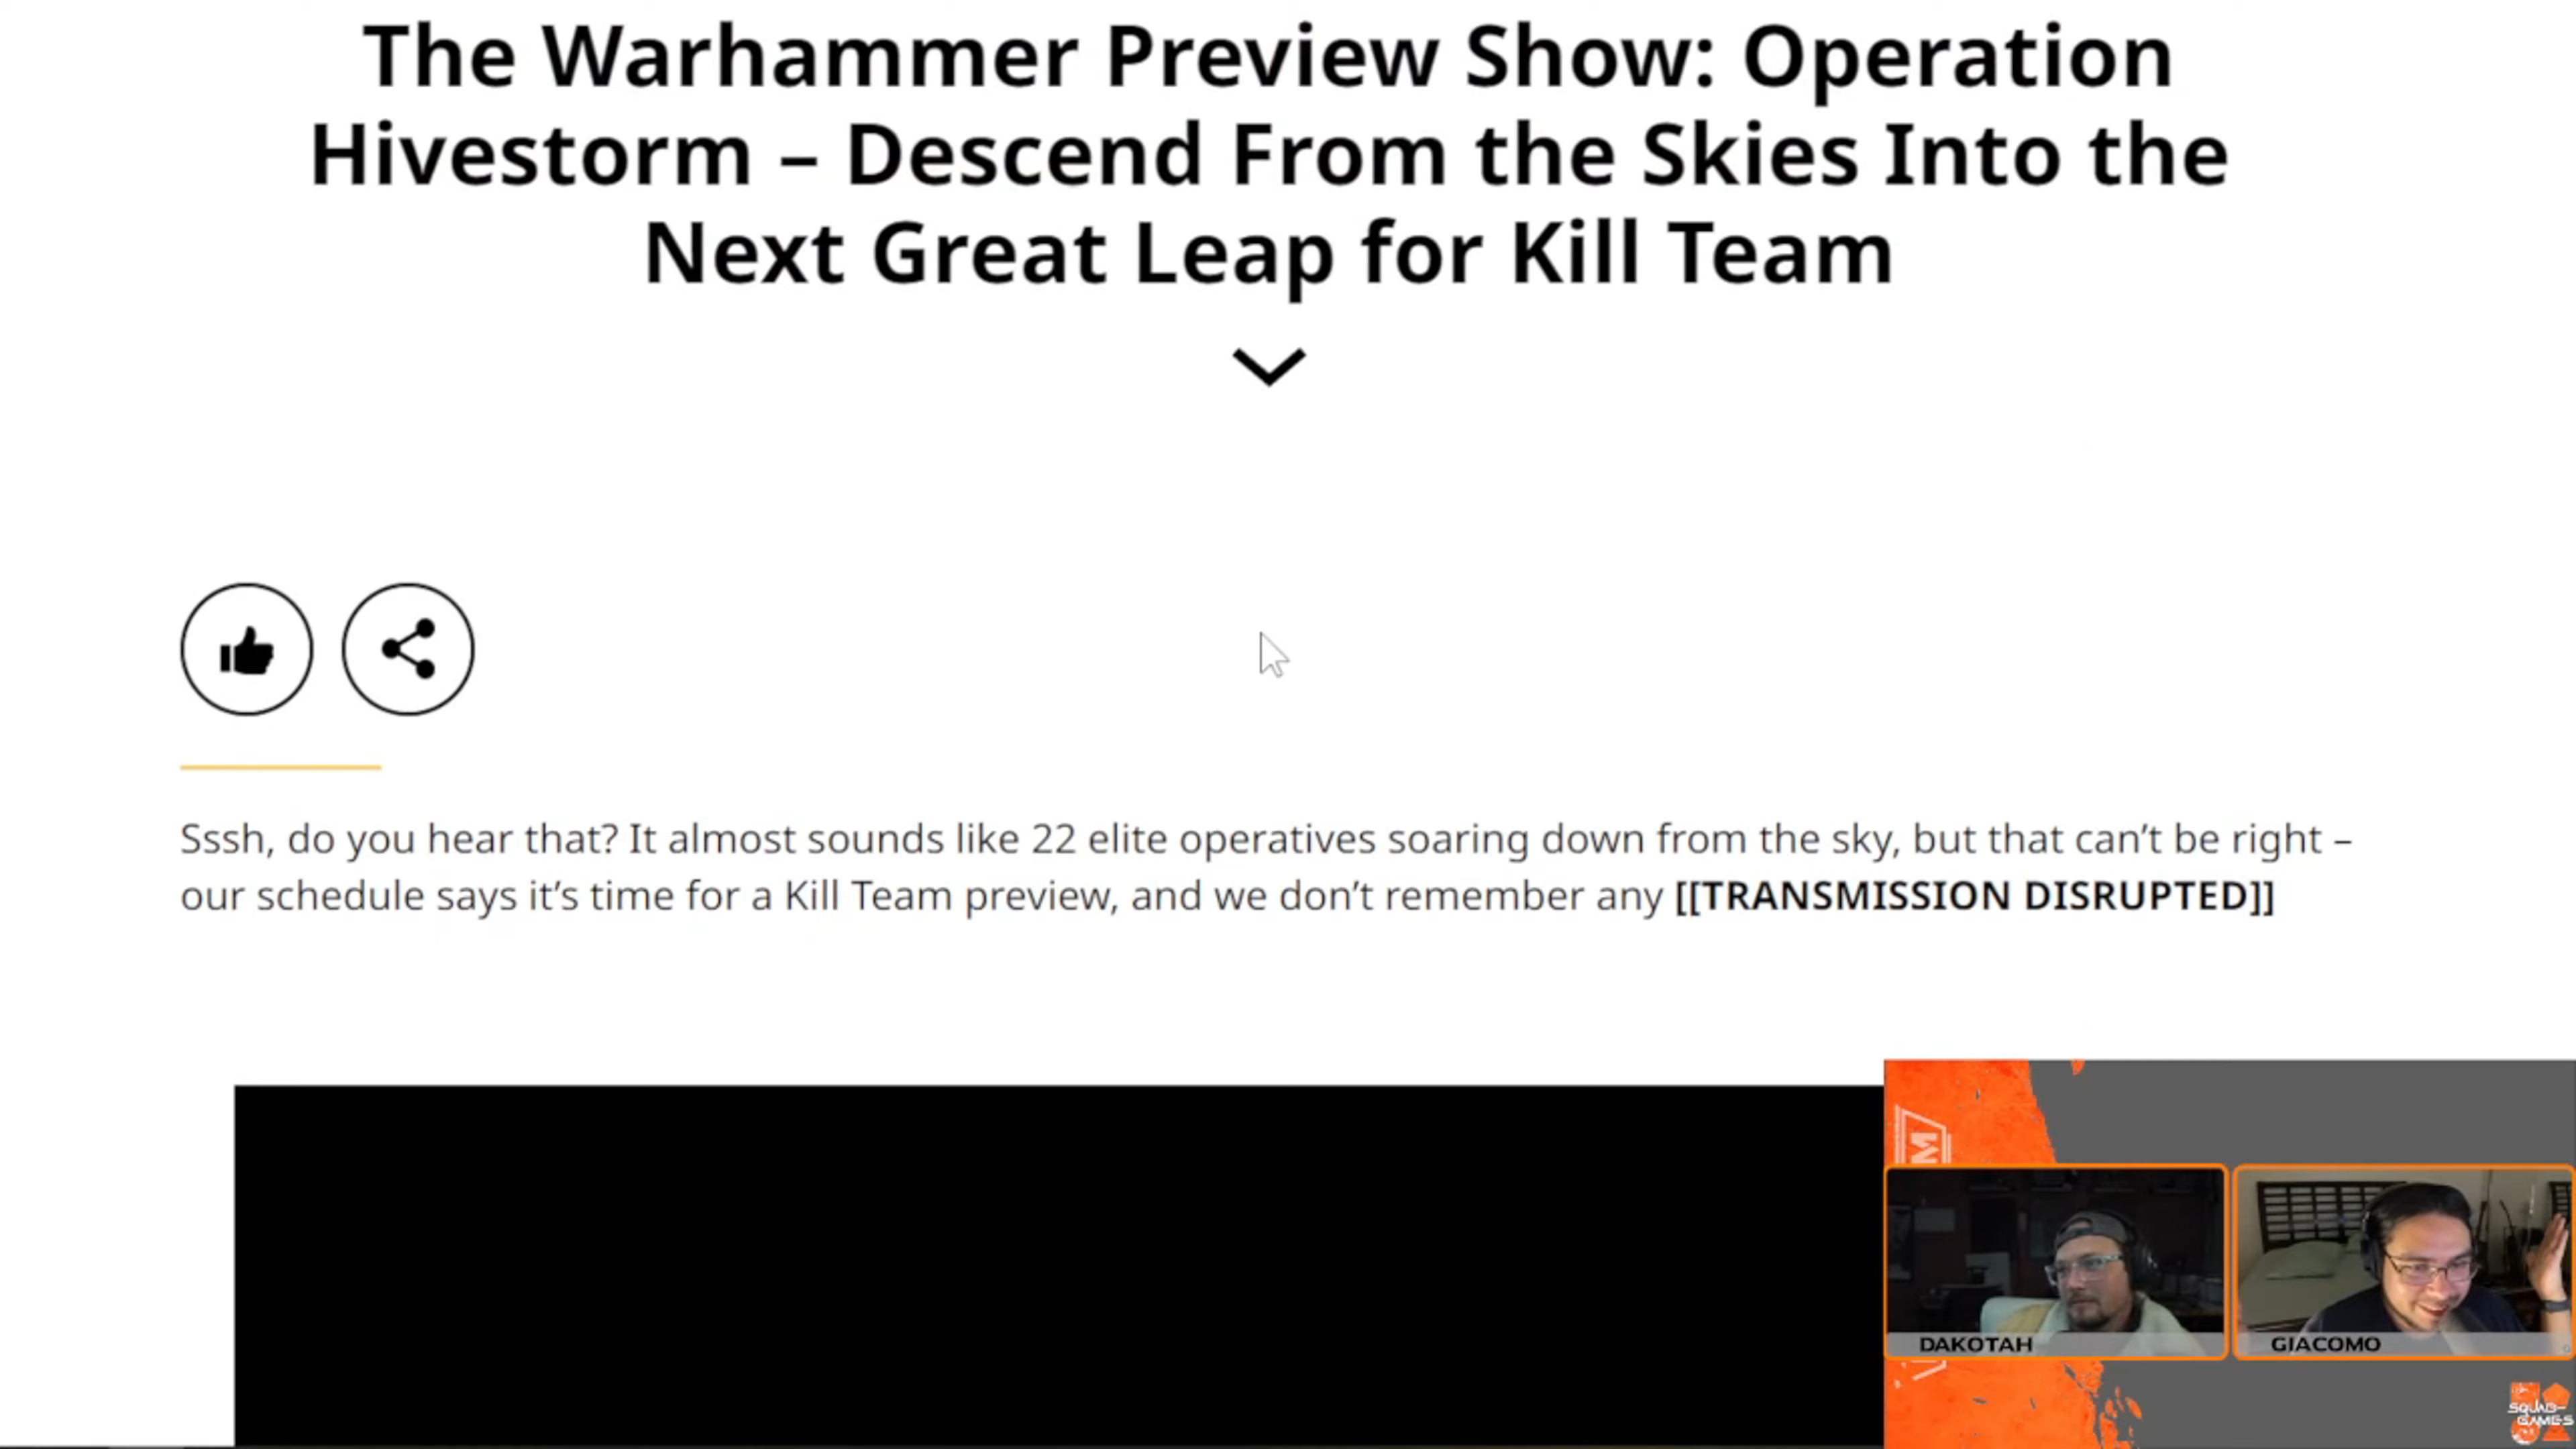 The Warhammer Preview Show: Operation
Hivestorm – Descend From the Skies Into the
Next Great Leap for Kill Team
Sssh, do you hear that? It almost sounds like 22 elite operatives soaring down from the sky, but that can’t be right –
our schedule says it’s time for a Kill Team preview, and we don’t remember any [[TRANSMISSION DISRUPTED]]
DAKOTAH
GIACOMO
SQUAD-
GAMES